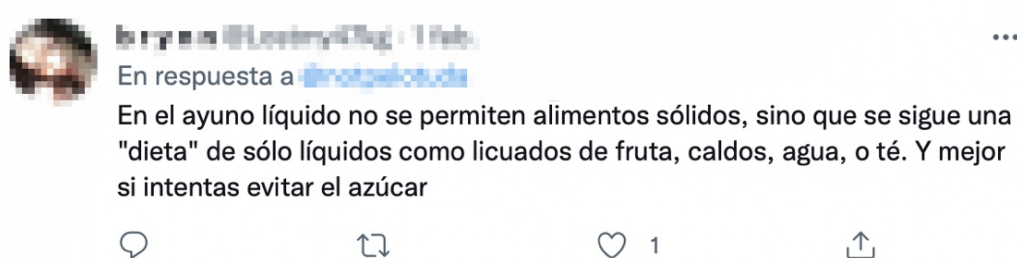 En respuesta a
En el ayuno líquido no se permiten alimentos sólidos, sino que se sigue una
"dieta" de sólo líquidos como licuados de fruta, caldos, agua, o té. Y mejor
si intentas evitar el azúcar
1